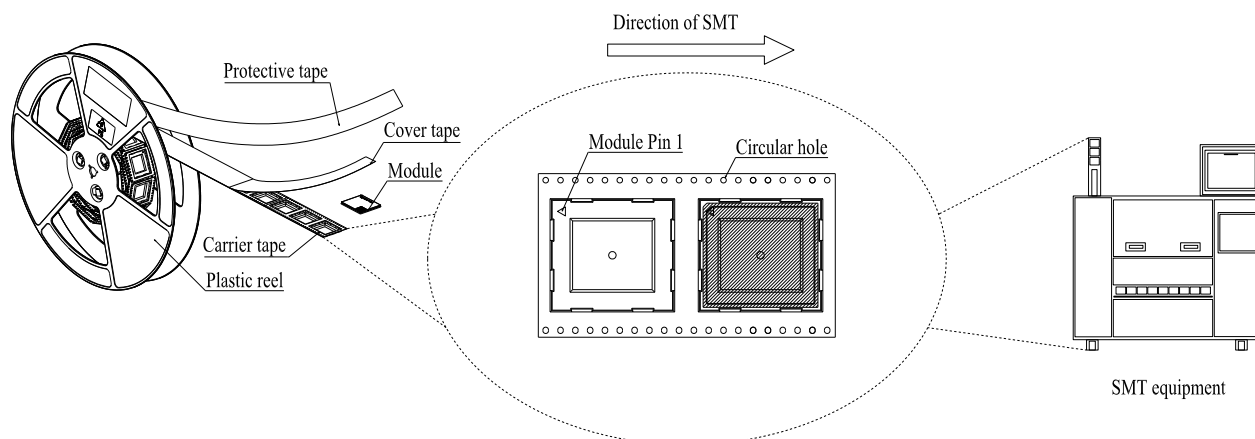 Direction of SMT
Protective tape
Cover tape
Module
Module Pin 1
Circular hole
Carrier tape
Plastic reel
SMT equipment